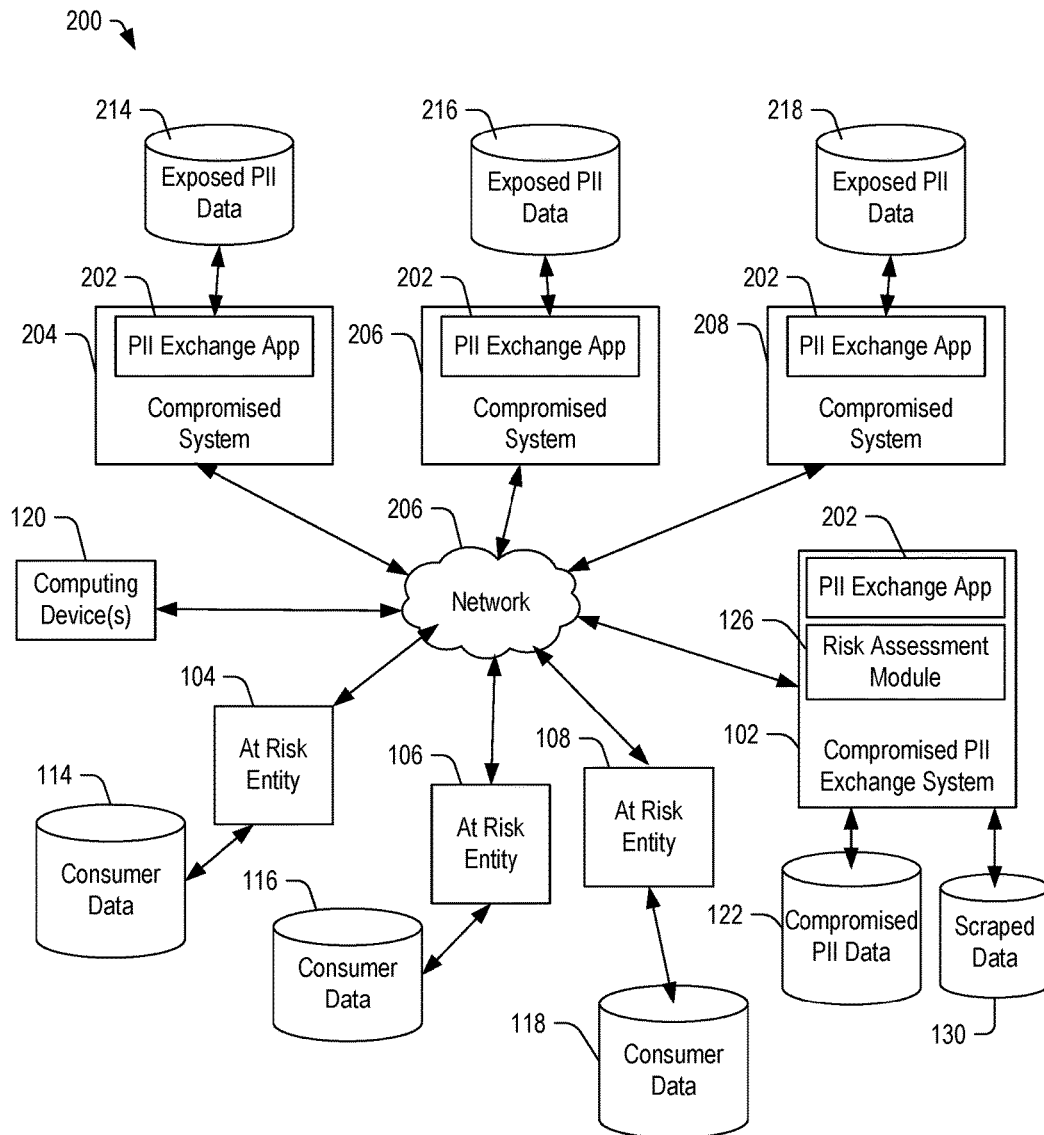 200
214
216
218
Exposed PII
Data
Exposed PII
Data
Exposed PII
Data
202
202
202
204
PII Exchange App
206
PII Exchange App
208
PII Exchange App
Compromised
System
Compromised
System
Compromised
System
206
120
202
Computing
Device(s)
Network
PII Exchange App
126
Risk Assessment
Module
104
102
Compromised PII
Exchange System
At Risk
Entity
106
108
114
At Risk
Entity
At Risk
Entity
Consumer
Data
116
122
Compromised
PII Data
Scraped
Data
Consumer
Data
130
118
Consumer
Data